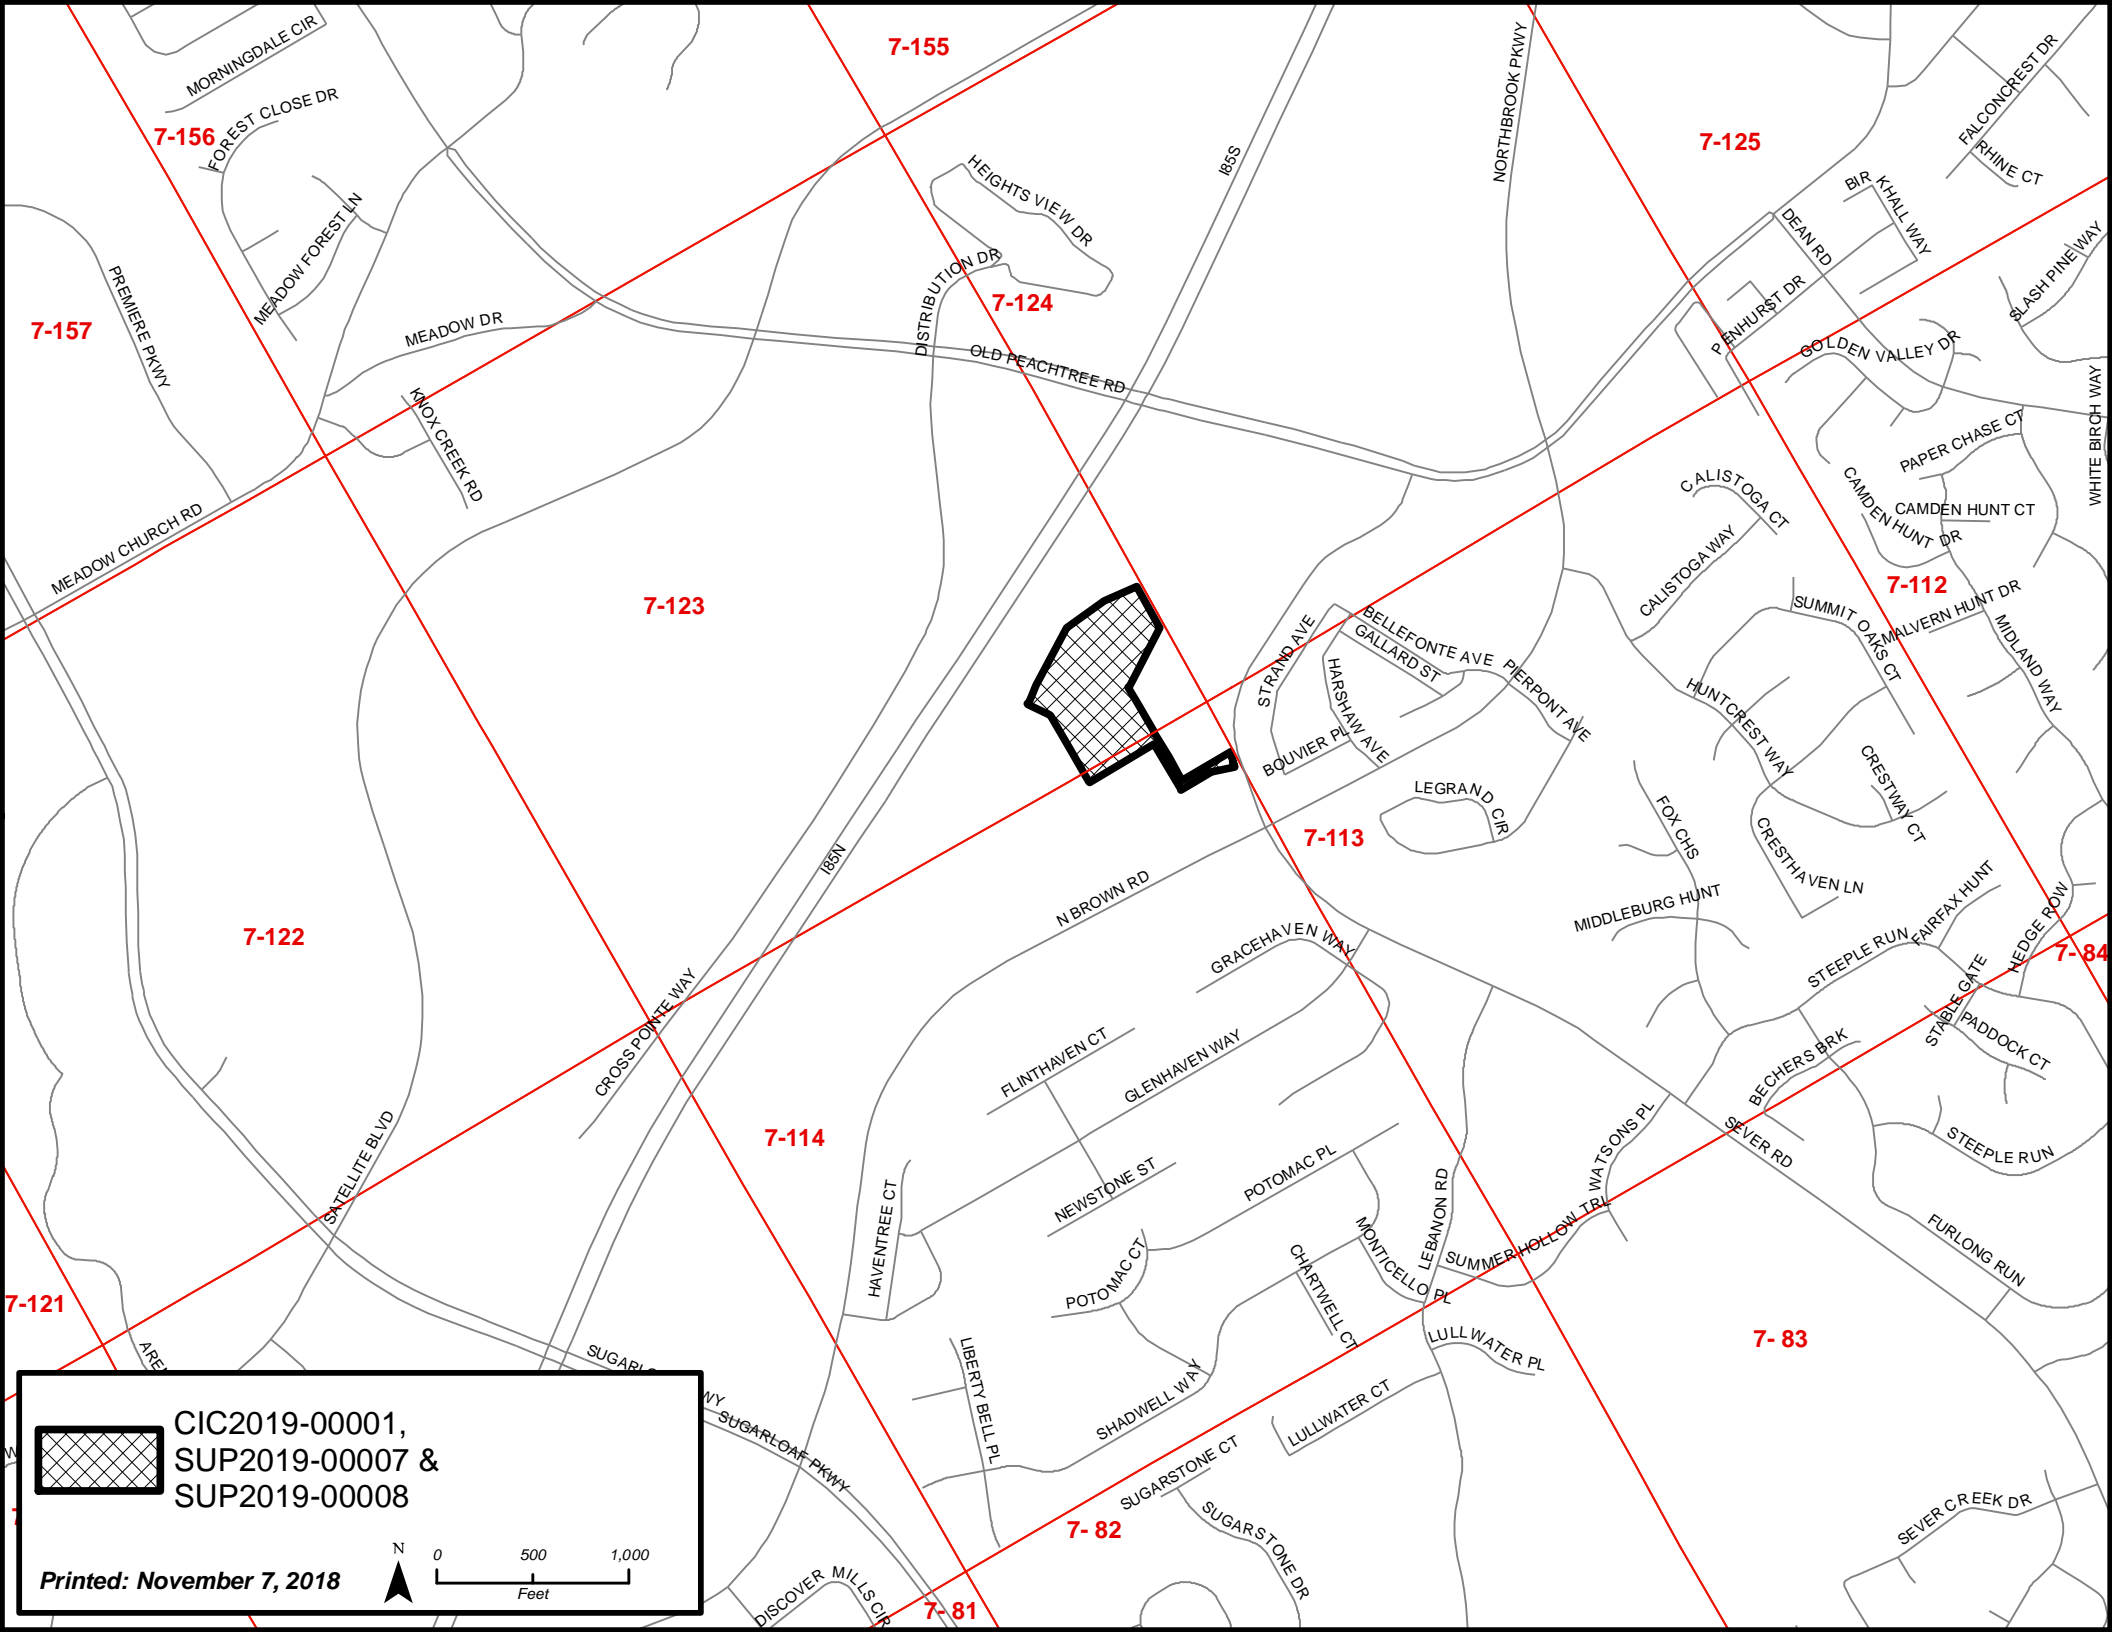 MORNINGDALE CIR
7-155
FOREST CLOSE DR
7-156
NORTHBROOK PKWY
I85S
7-125
FALCONCREST DR
RHINE CT
BIR
KHALL WAY
DEAN RD
SLASH PINE WAY
HEIGHTS VIEW DR
DISTRIBUTION DR
7-124
MEADOW FOREST LN
PREMIERE PKWY
7-157
MEADOW DR
OLD PEACHTREE RD
PENHURST DR
GOLDEN VALLEY DR
WHITE BIRCH WAY
KNOX CREEK RD
PAPER CHASE CT
CALISTOGA CT
CAMDEN HUNT CT
CAMDEN HUNT DR
MEADOW CHURCH RD
CALISTOGA WAY
7-112
7-123
SUMMIT OAKS CT
MALVERN HUNT DR
MIDLAND WAY
STRAND AVE
BELLEFONTE AVE
GALLARD ST
HARSHAW AVE
PIERPONT AVE
BOUVIER PL
HUNTCREST WAY
CRESTWAY CT
LEGRAND CIR
7-113
FOX CHS
CRESTHAVEN LN
I85N
N BROWN RD
MIDDLEBURG HUNT
FAIRFAX HUNT
HEDGE ROW
STEEPLE RUN
7-122
GRACEHAVEN WAY
7- 84
STABLE GATE
PADDOCK CT
CROSS POINTE WAY
FLINTHAVEN CT
GLENHAVEN WAY
BECHERS BRK
WATSONS PL
SEVER RD
STEEPLE RUN
7-114
SATELLITE BLVD
NEWSTONE ST
POTOMAC PL
LEBANON RD
SUMMER HOLLOW TRL
HAVENTREE CT
POTOMAC CT
CHARTWELL CT
MONTICELLO PL
FURLONG RUN
7-121
LULLWATER PL
7- 83
LIBERTY BELL PL
SHADWELL WAY
LULLWATER CT
SUGARLOAF PKWY
SUGARSTONE CT
SUGARSTONE DR
7- 82
SEVER CREEK DR
DISCOVER MILLS CIR
7- 81
CIC2019-00001,
SUP2019-00007 &
SUP2019-00008
Printed: November 7, 2018
N
0 500 1,000
Feet